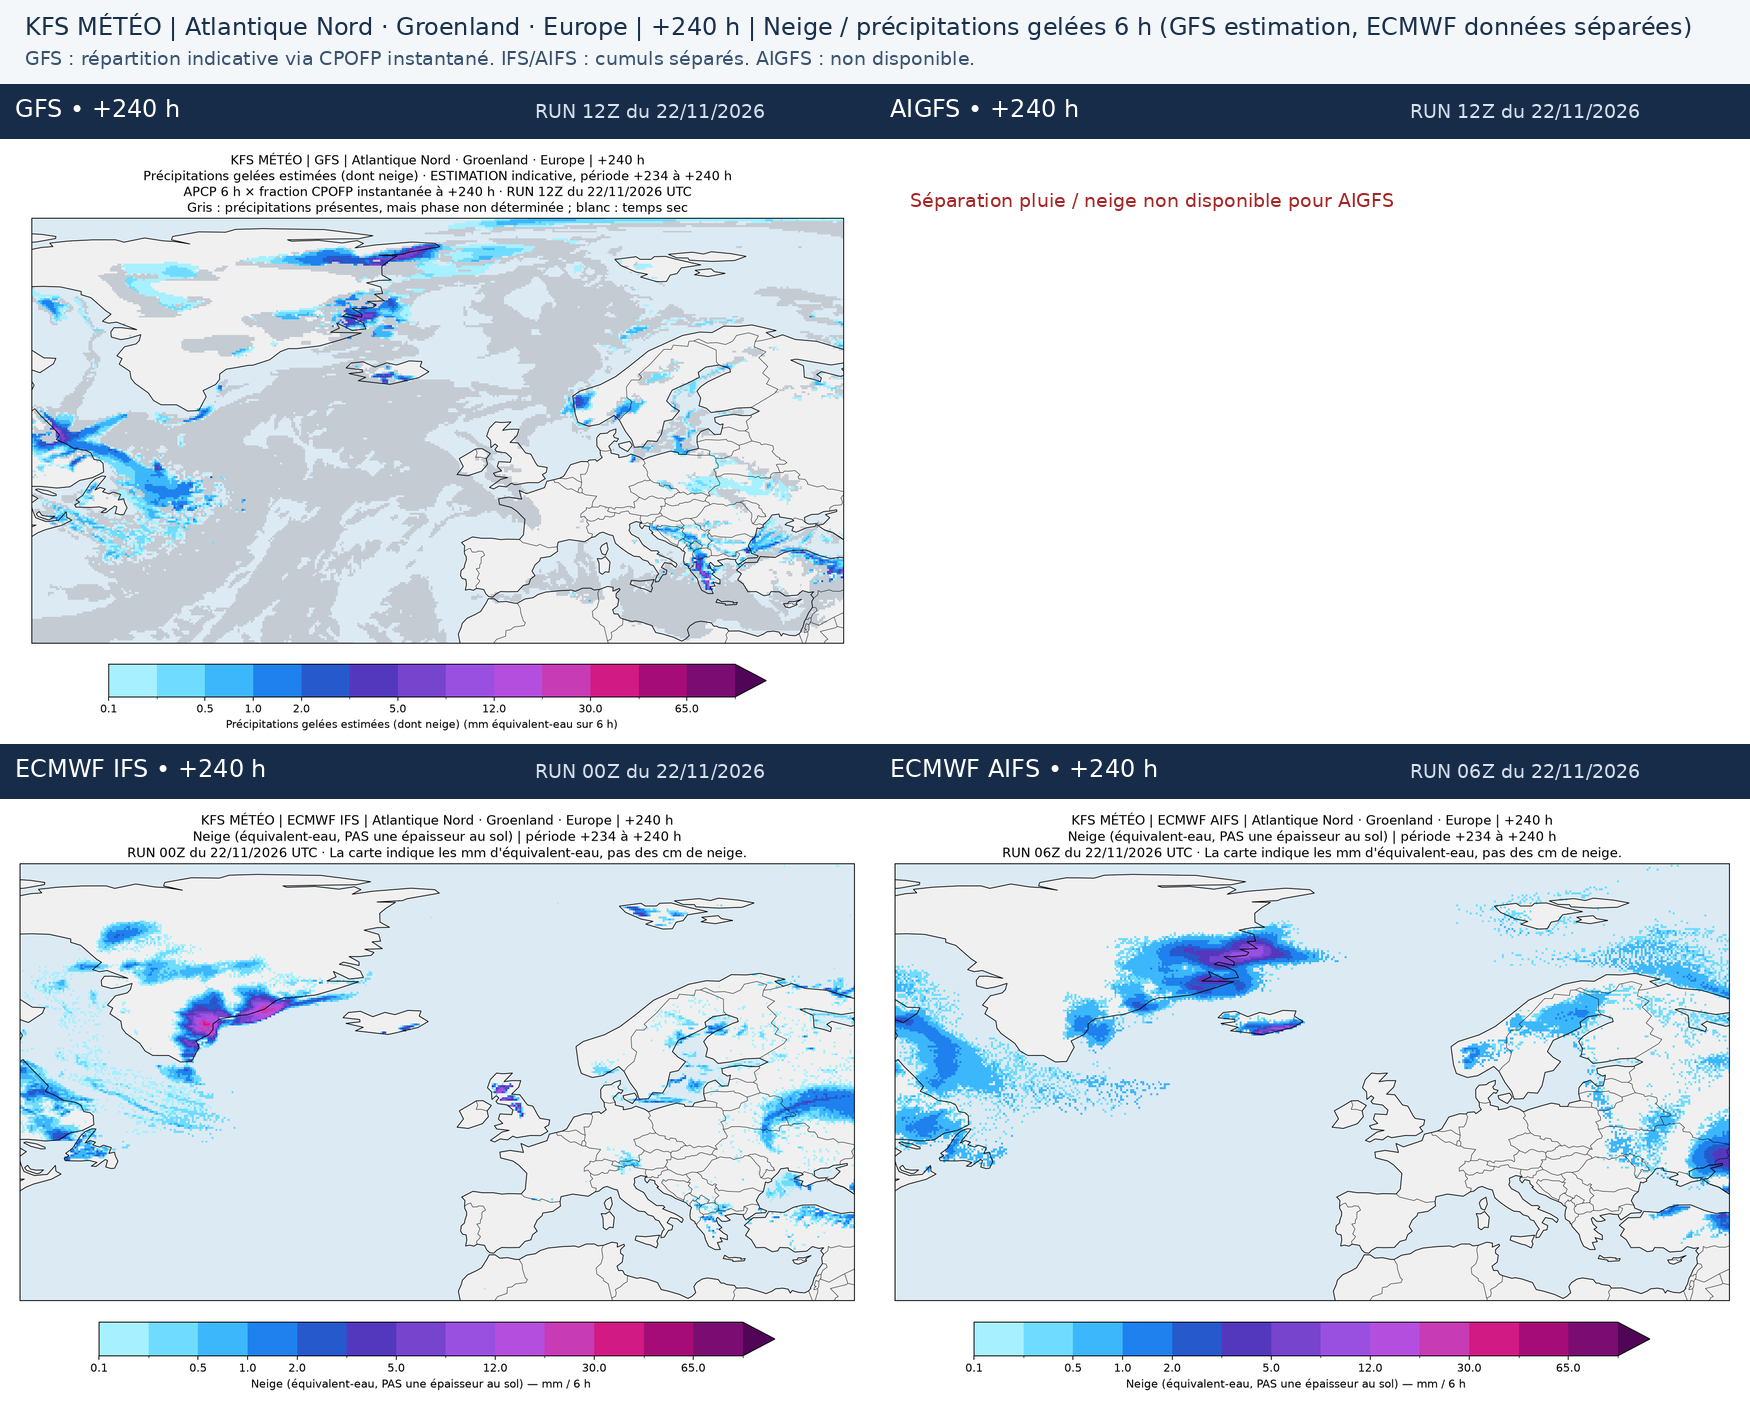 KFS MÉTÉO | Atlantique Nord · Groenland · Europe | +240 h | Neige / précipitations gelées 6 h (GFS estimation, ECMWF données séparées)
GFS : répartition indicative via CPOFP instantané. IFS/AIFS : cumuls séparés. AIGFS : non disponible.
GFS • +240 h
RUN 12Z du 22/11/2026
AIGFS • +240 h
RUN 12Z du 22/11/2026
KFS MÉTÉO | GFS | Atlantique Nord · Groenland · Europe | +240 h
Précipitations gelées estimées (dont neige) · ESTIMATION indicative, période +234 à +240 h
APCP 6 h × fraction CPOFP instantanée à +240 h · RUN 12Z du 22/11/2026 UTC
Gris : précipitations présentes, mais phase non déterminée ; blanc : temps sec
Séparation pluie / neige non disponible pour AIGFS
0.1 0.5 1.0 2.0 5.0 12.0 30.0 65.0
Précipitations gelées estimées (dont neige) (mm équivalent-eau sur 6 h)
ECMWF IFS • +240 h
RUN 00Z du 22/11/2026
ECMWF AIFS • +240 h
RUN 06Z du 22/11/2026
KFS MÉTÉO | ECMWF IFS | Atlantique Nord · Groenland · Europe | +240 h
Neige (équivalent-eau, PAS une épaisseur au sol) | période +234 à +240 h
RUN 00Z du 22/11/2026 UTC · La carte indique les mm d'équivalent-eau, pas des cm de neige.
KFS MÉTÉO | ECMWF AIFS | Atlantique Nord · Groenland · Europe | +240 h
Neige (équivalent-eau, PAS une épaisseur au sol) | période +234 à +240 h
RUN 06Z du 22/11/2026 UTC · La carte indique les mm d'équivalent-eau, pas des cm de neige.
0.1 0.5 1.0 2.0 5.0 12.0 30.0 65.0
Neige (équivalent-eau, PAS une épaisseur au sol) — mm / 6 h
0.1 0.5 1.0 2.0 5.0 12.0 30.0 65.0
Neige (équivalent-eau, PAS une épaisseur au sol) — mm / 6 h